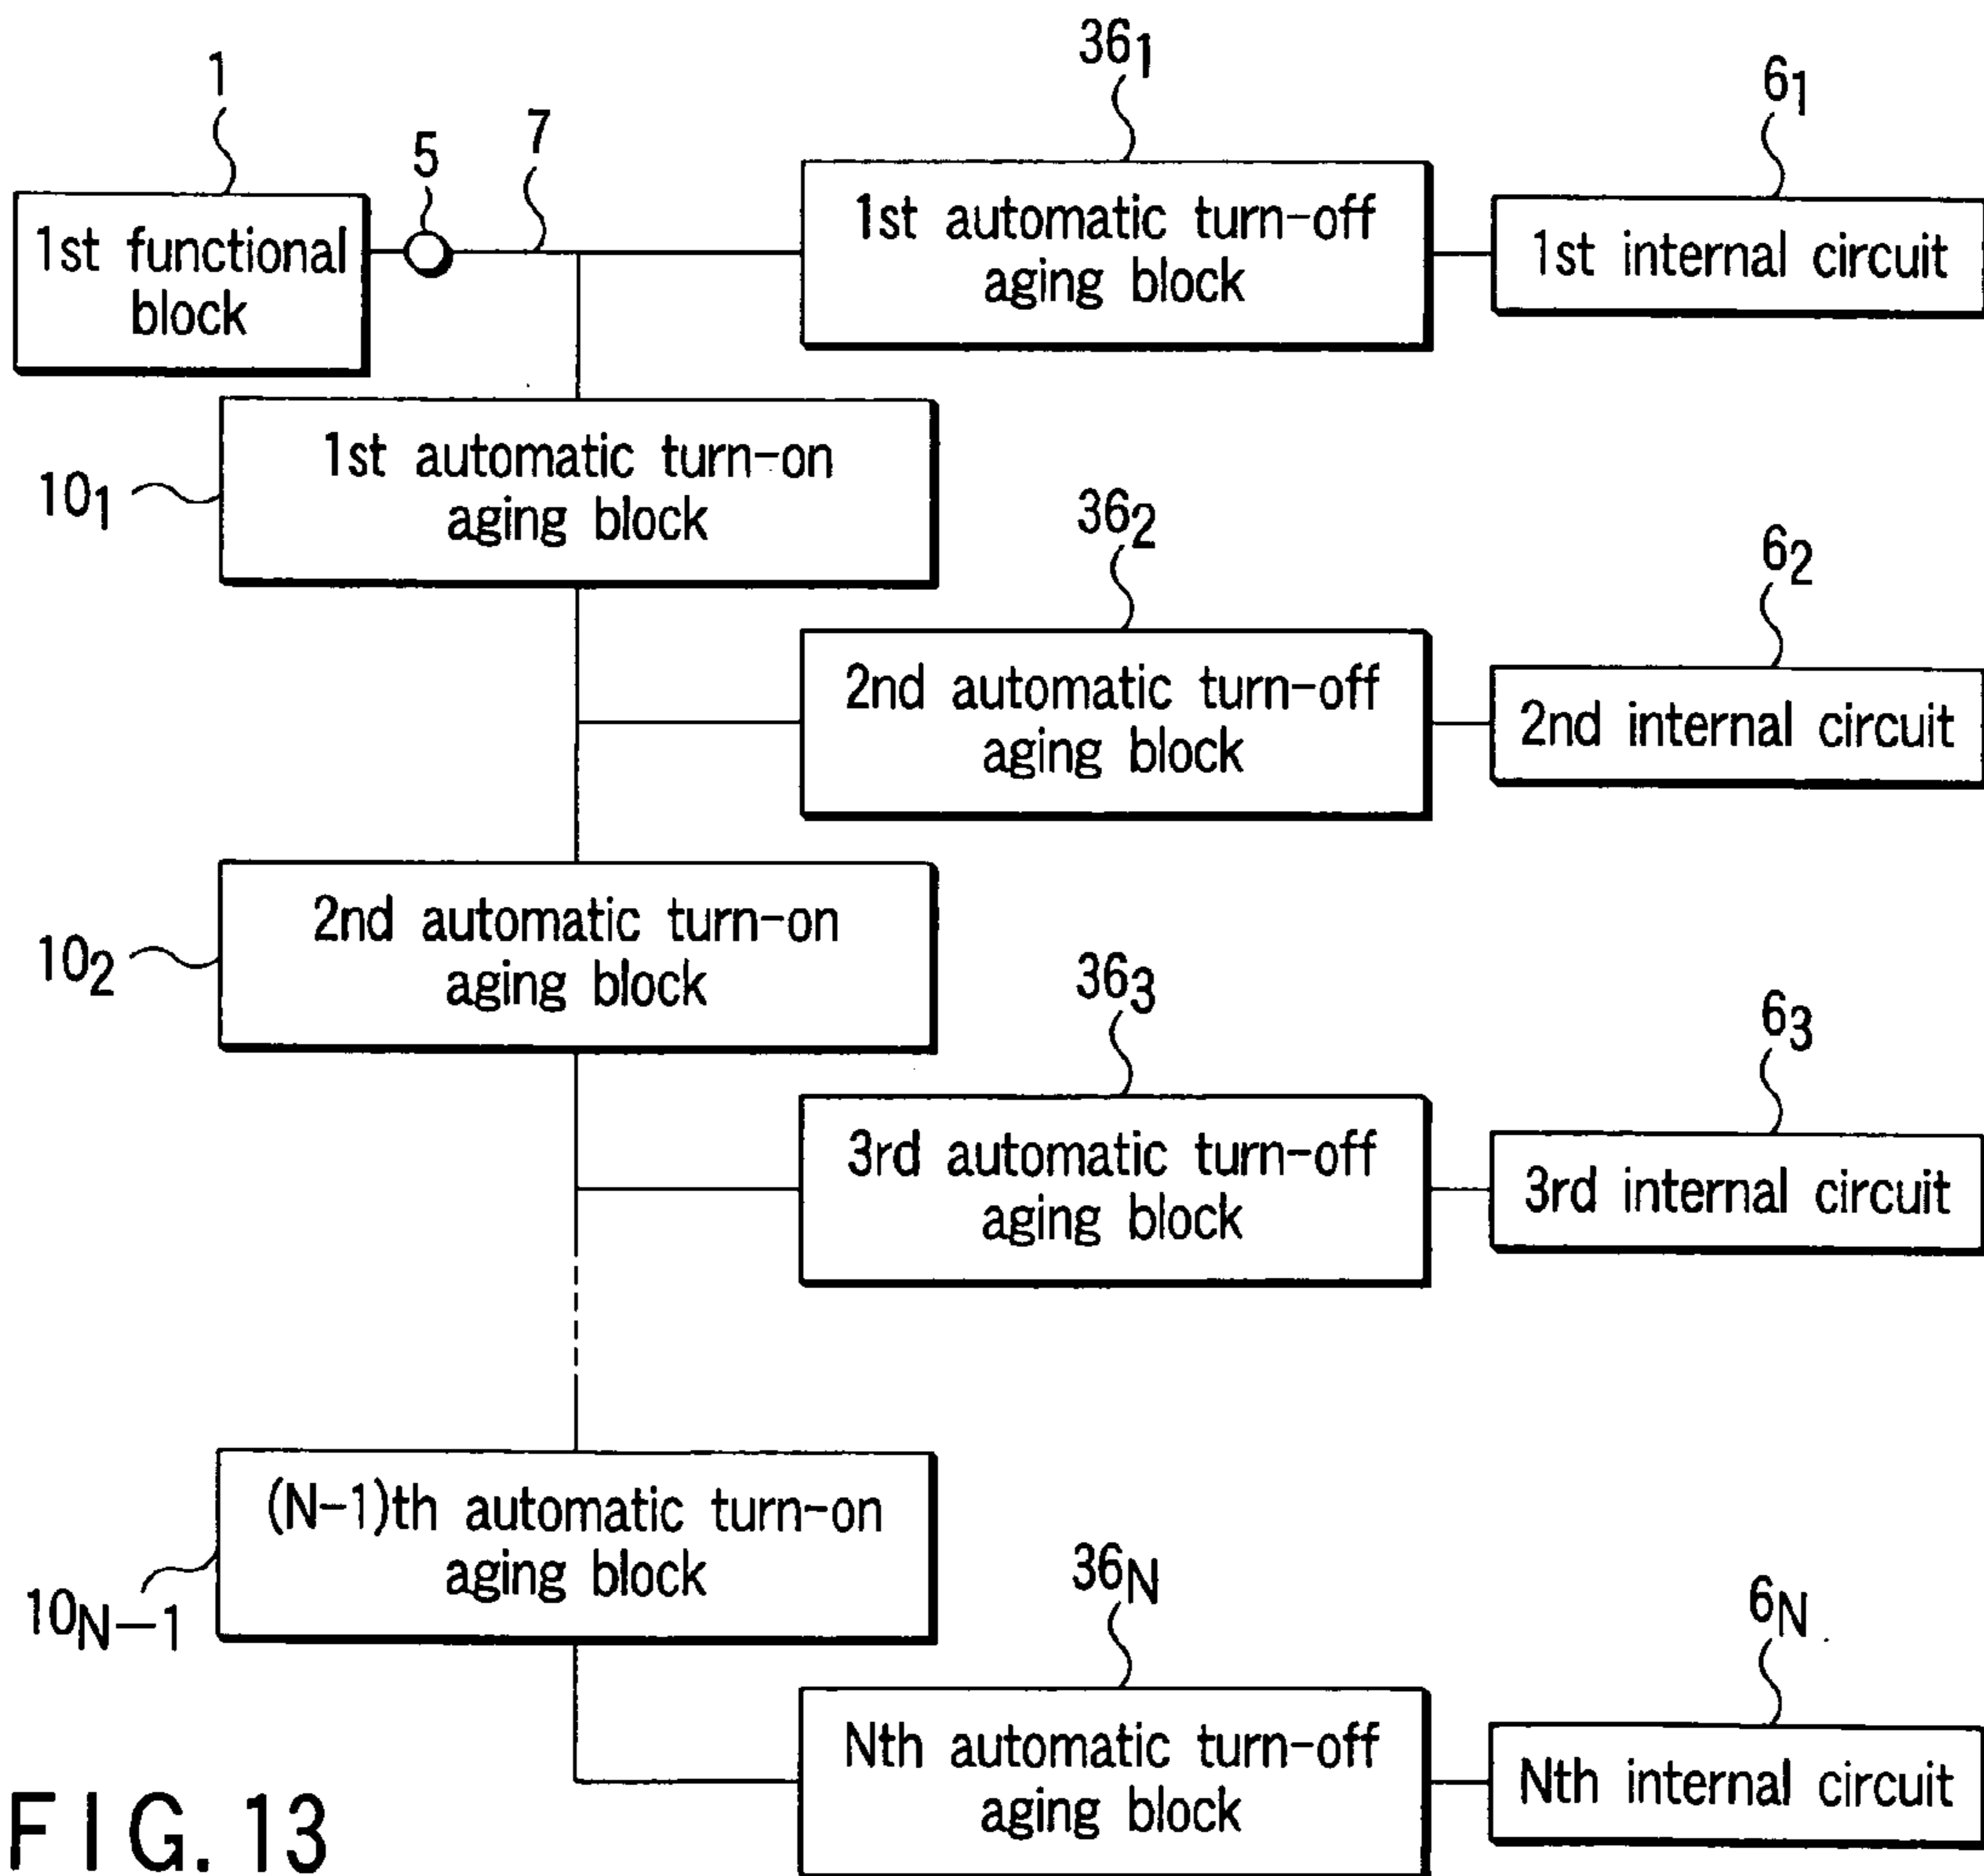 1
5
7
36₁
6₁
1st functional
block
1st automatic turn-off
aging block
1st internal circuit
10₁
1st automatic turn-on
aging block
36₂
6₂
2nd automatic turn-off
aging block
2nd internal circuit
10₂
2nd automatic turn-on
aging block
36₃
6₃
3rd automatic turn-off
aging block
3rd internal circuit
10N-1
(N-1)th automatic turn-on
aging block
36N
6N
Nth automatic turn-off
aging block
Nth internal circuit
FIG. 13